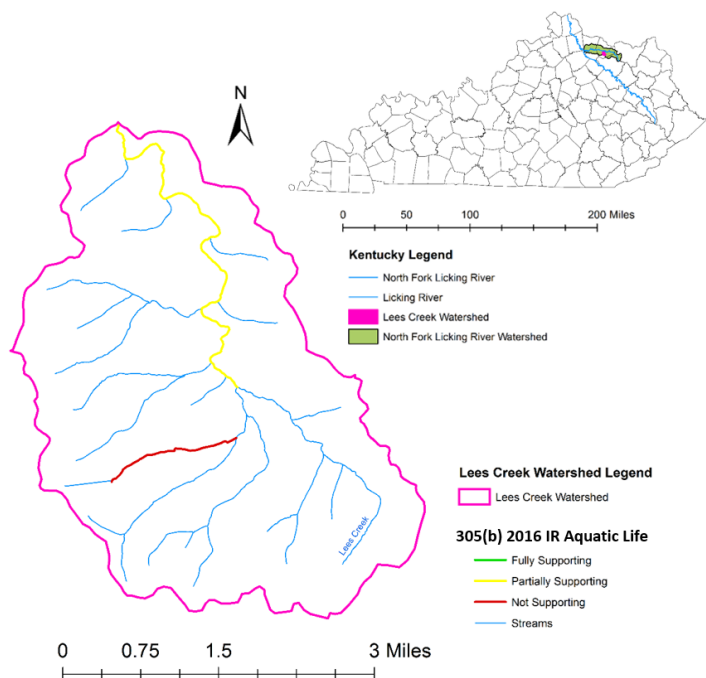 N
0 50 100 200 Miles
Kentucky Legend
North Fork Licking River
Licking River
Lees Creek Watershed
North Fork Licking River Watershed
Lees Creek
Lees Creek Watershed Legend
Lees Creek Watershed
305(b) 2016 IR Aquatic Life
Fully Supporting
Partially Supporting
Not Supporting
Streams
0 0.75 1.5 3 Miles